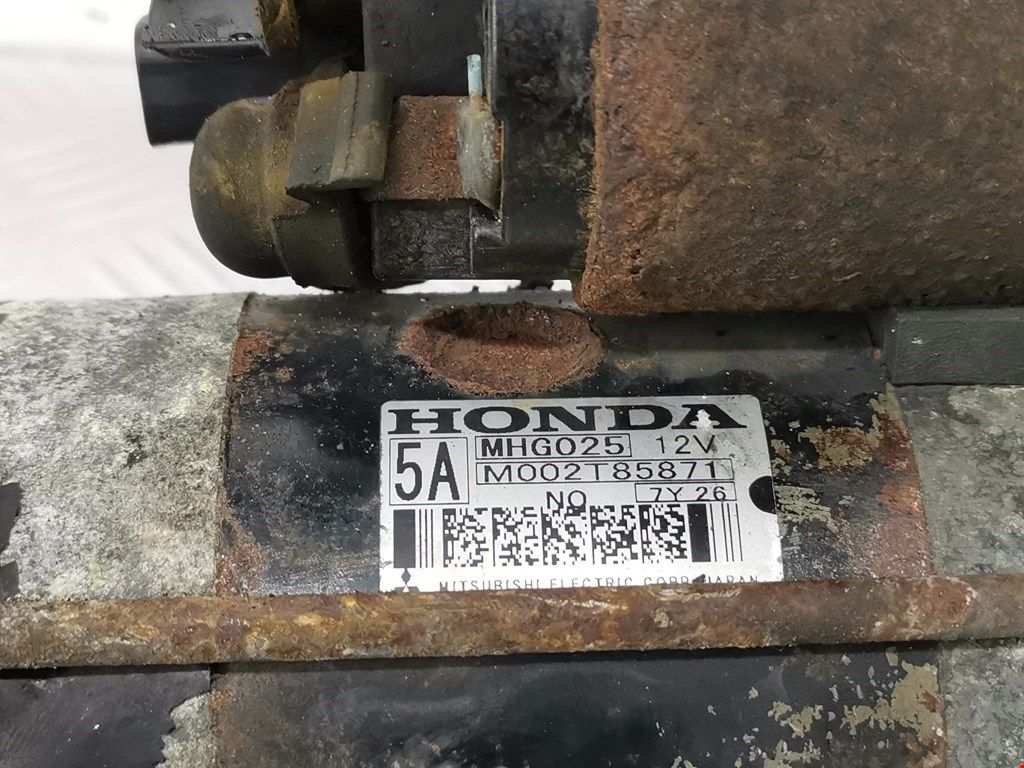 HONDA
5A MHG025 12V
M002T85871
NO 7Y 26
MITSUBISHI ELECTRIC CORP. JAPAN